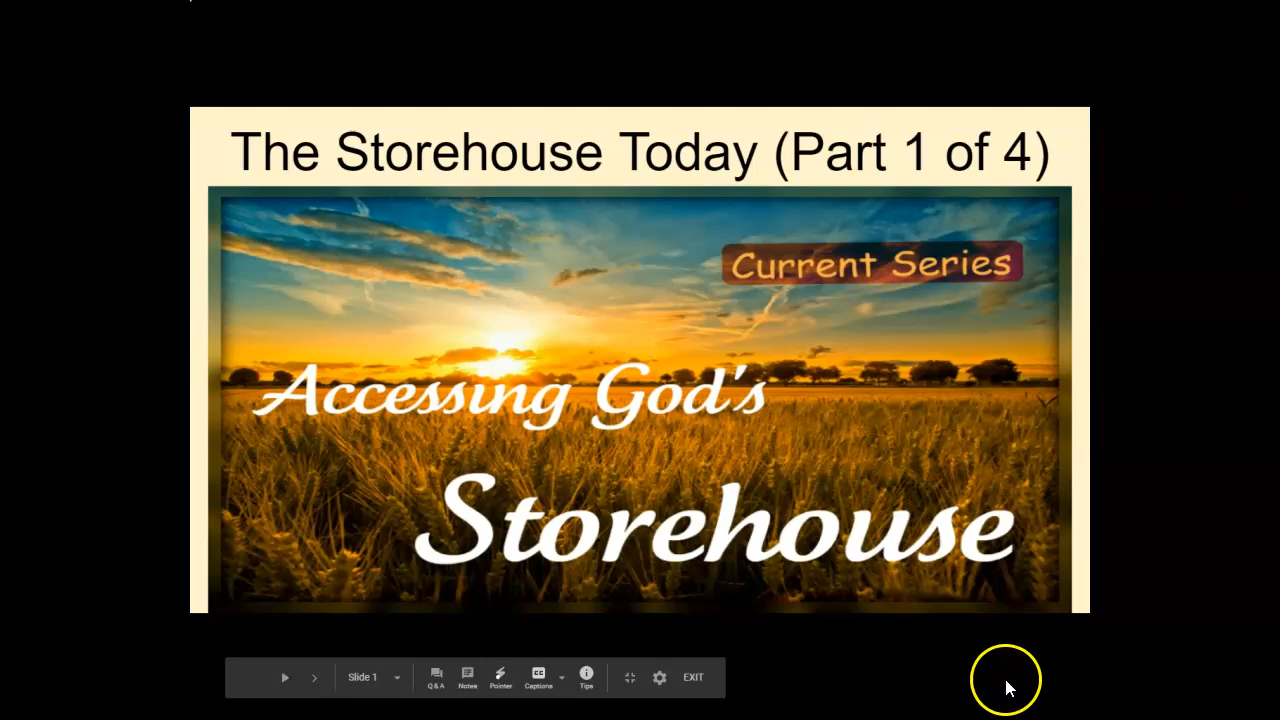 The Storehouse Today (Part 1 of 4)
Current Series
Accessing God's
Storehouse
Slide 1
Q & A
Notes
Pointer
Captions
Tips
EXIT